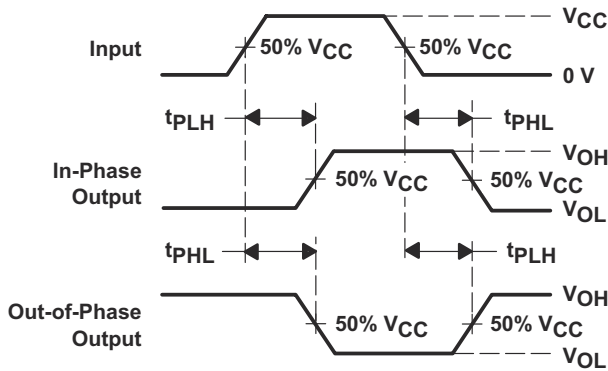 VCC
Input
50% VCC
50% VCC
0 V
tPLH
tPHL
In-Phase
Output
50% VCC
50% VCC
VOH
VOL
tPHL
tPLH
Out-of-Phase
Output
50% VCC
50% VCC
VOH
VOL